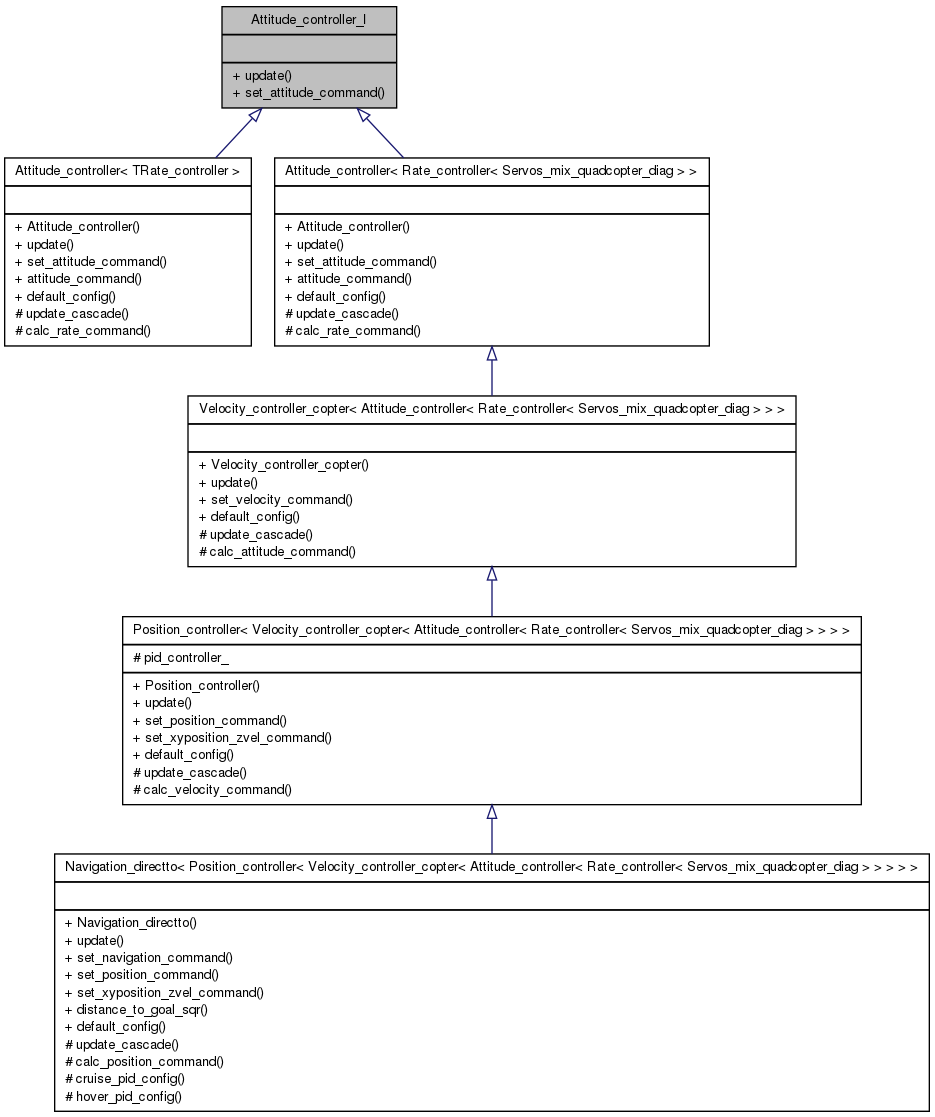 Attitude_controller_I
+ update()
+ set_attitude_command()
Attitude_controller< TRate_controller >
+ Attitude_controller()
+ update()
+ set_attitude_command()
+ attitude_command()
+ default_config()
# update_cascade()
# calc_rate_command()
Attitude_controller< Rate_controller< Servos_mix_quadcopter_diag > >
+ Attitude_controller()
+ update()
+ set_attitude_command()
+ attitude_command()
+ default_config()
# update_cascade()
# calc_rate_command()
Velocity_controller_copter< Attitude_controller< Rate_controller< Servos_mix_quadcopter_diag > > >
+ Velocity_controller_copter()
+ update()
+ set_velocity_command()
+ default_config()
# update_cascade()
# calc_attitude_command()
Position_controller< Velocity_controller_copter< Attitude_controller< Rate_controller< Servos_mix_quadcopter_diag > > > >
# pid_controller_
+ Position_controller()
+ update()
+ set_position_command()
+ set_xyposition_zvel_command()
+ default_config()
# update_cascade()
# calc_velocity_command()
Navigation_directto< Position_controller< Velocity_controller_copter< Attitude_controller< Rate_controller< Servos_mix_quadcopter_diag > > > > >
+ Navigation_directto()
+ update()
+ set_navigation_command()
+ set_position_command()
+ set_xyposition_zvel_command()
+ distance_to_goal_sqr()
+ default_config()
# update_cascade()
# calc_position_command()
# cruise_pid_config()
# hover_pid_config()